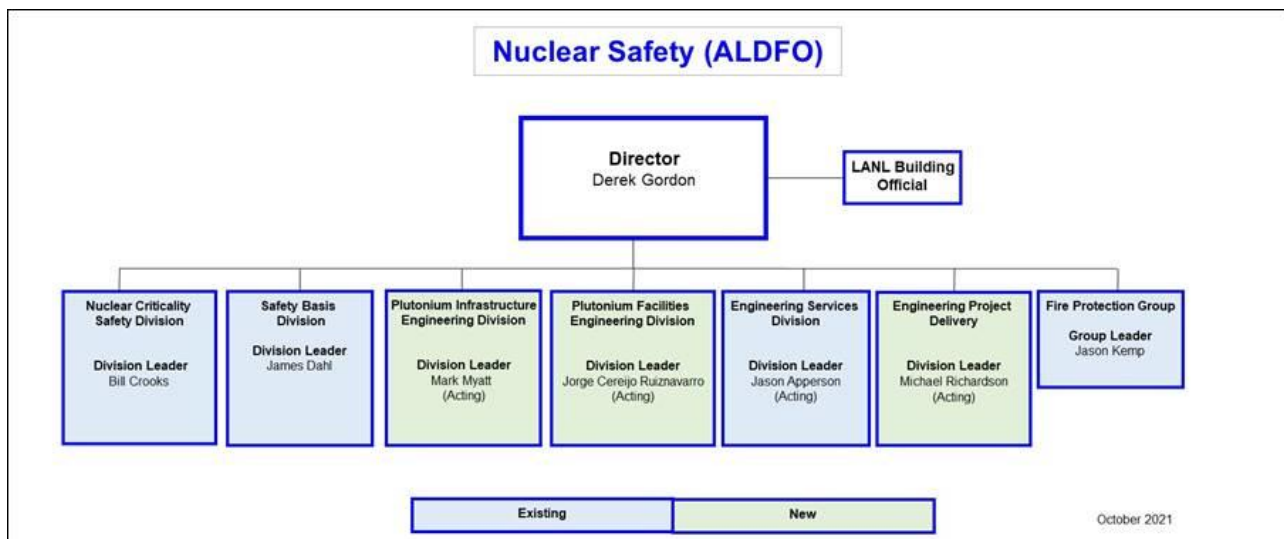 Nuclear Safety (ALDFO)
Director
Derek Gordon
LANL Building
Official
Nuclear Criticality
Safety Division
Division Leader
Bill Crooks
Safety Basis
Division
Division Leader
James Dahl
Plutonium Infrastructure
Engineering Division
Division Leader
Mark Myatt
(Acting)
Plutonium Facilities
Engineering Division
Division Leader
Jorge Cereijo Ruiznavarro
(Acting)
Engineering Services
Division
Division Leader
Jason Apperson
(Acting)
Engineering Project
Delivery
Division Leader
Michael Richardson
(Acting)
Fire Protection Group
Group Leader
Jason Kemp
Existing
New
October 2021